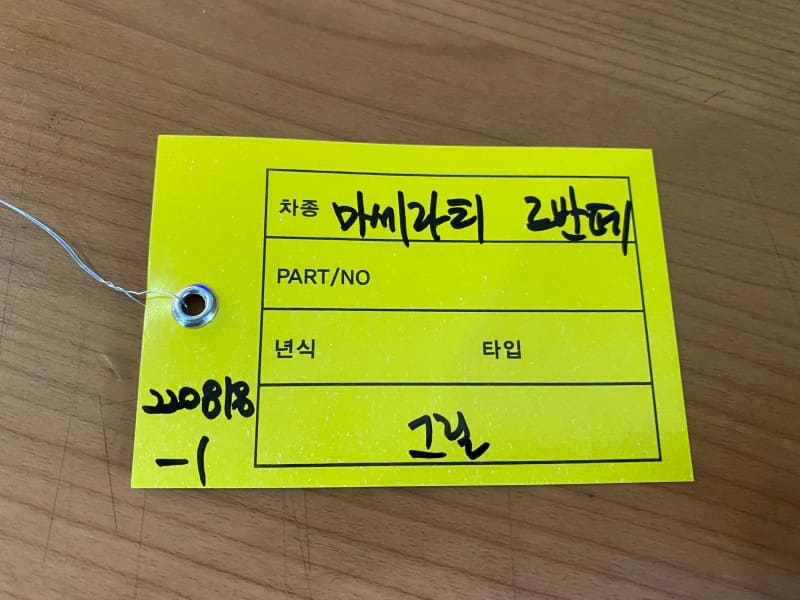 차종 마세라티 르반떼
PART/NO
년식 타입
그릴
220818
-1